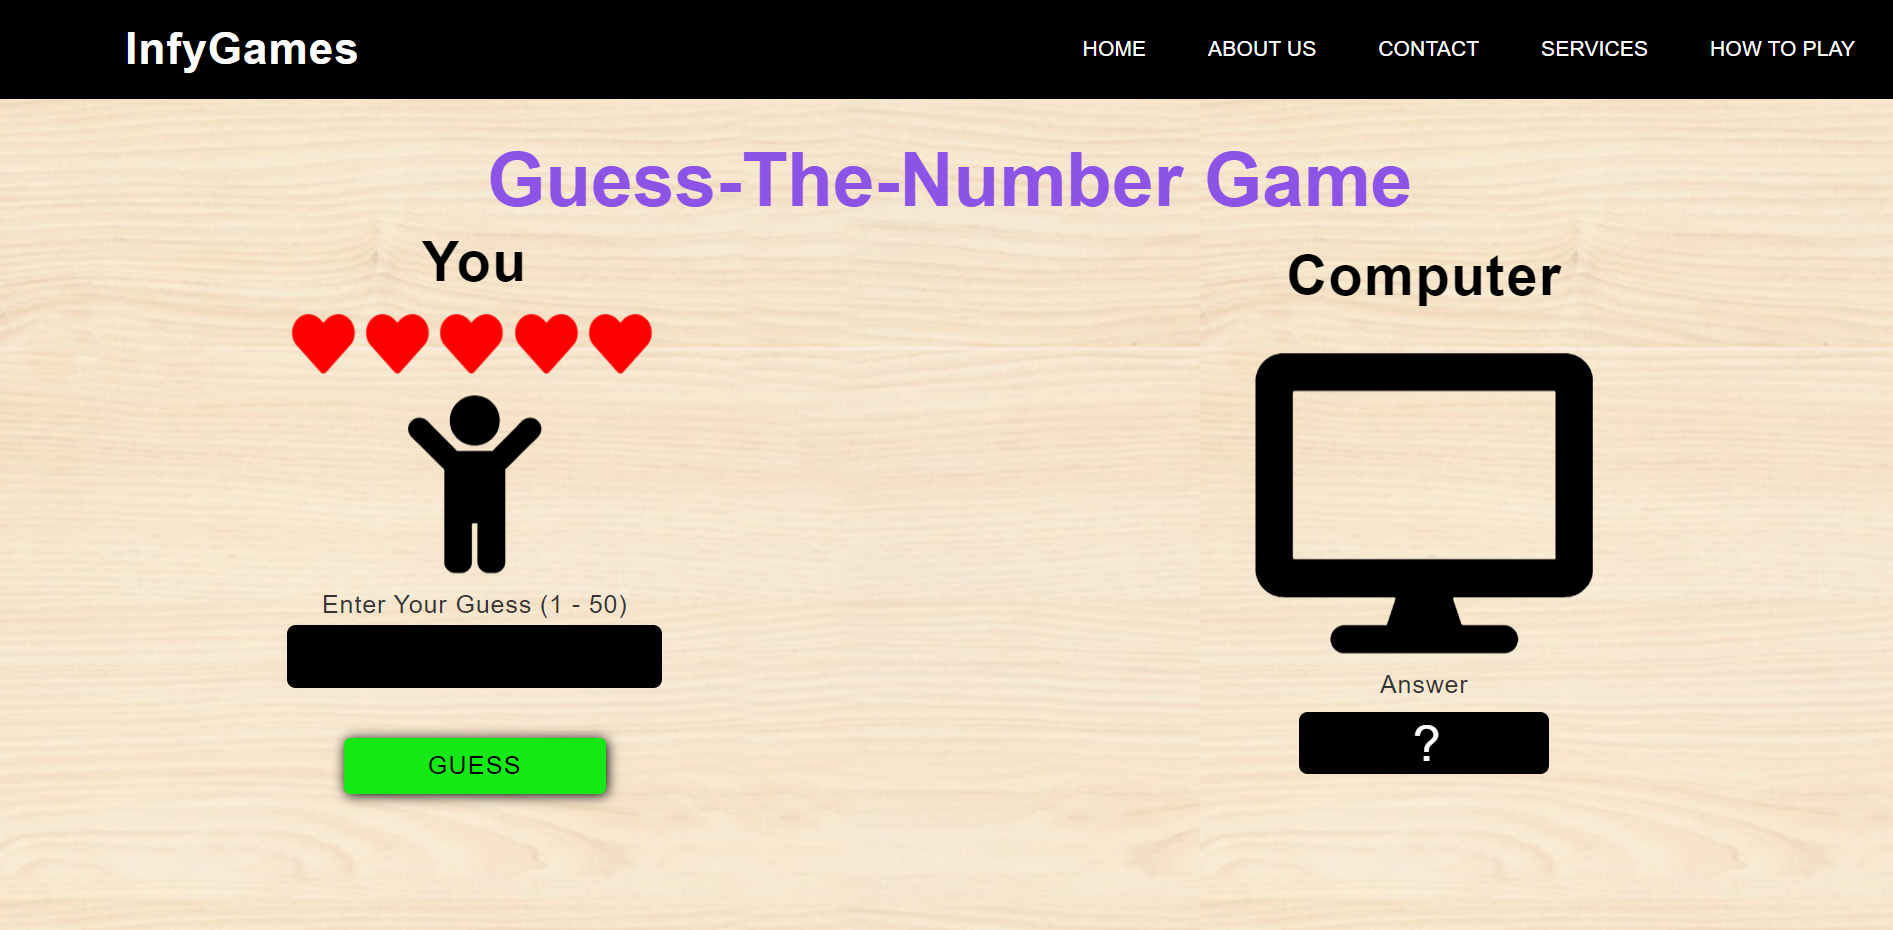 InfyGames
HOME ABOUT US CONTACT SERVICES HOW TO PLAY
Guess-The-Number Game
You
Computer
Enter Your Guess (1 - 50)
Answer
?
GUESS